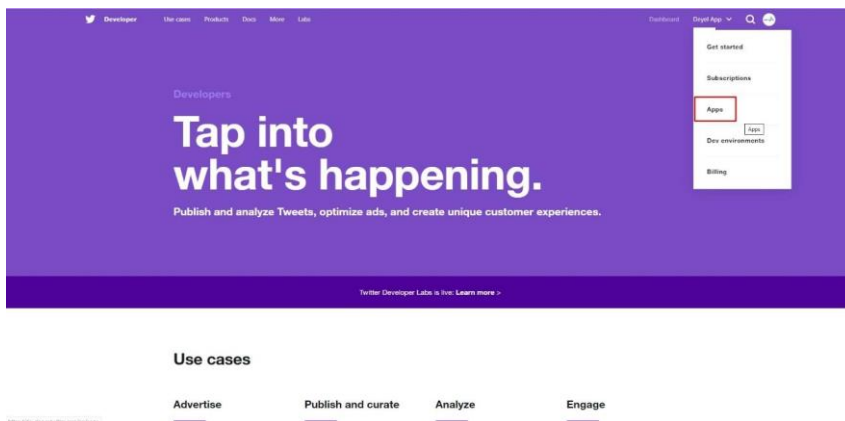 Developer Use cases Products Docs More Labs Dashboard
Get started
Subscriptions
Apps
Apps
Dev environments
Billing
Developers
Tap into
what's happening.
Publish and analyze Tweets, optimize ads, and create unique customer experiences.
Twitter Developer Labs is live: Learn more >
Use cases
Advertise Publish and curate Analyze Engage